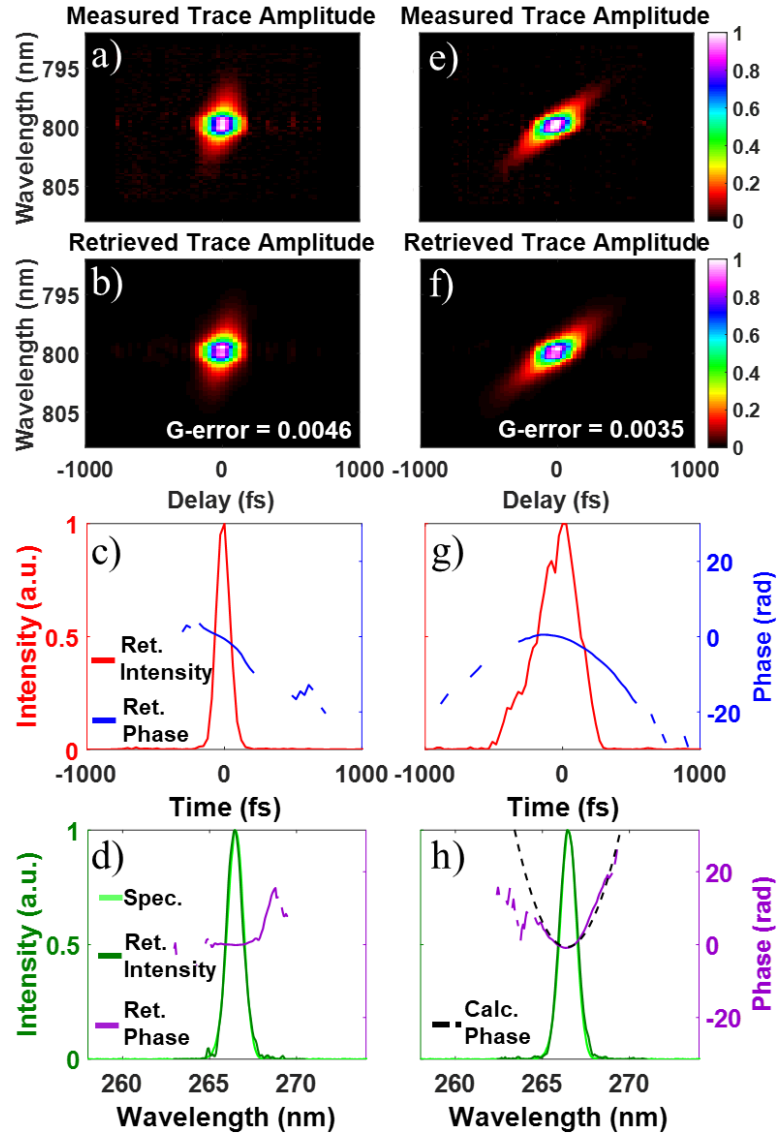 Measured Trace Amplitude
Measured Trace Amplitude
a)
e)
Wavelength (nm)
795
800
805
1
0.8
0.6
0.4
0.2
0
Retrieved Trace Amplitude
Retrieved Trace Amplitude
b)
f)
Wavelength (nm)
795
800
805
G-error = 0.0046
G-error = 0.0035
1
0.8
0.6
0.4
0.2
0
-1000 0 1000
-1000 0 1000
Delay (fs)
Delay (fs)
c)
g)
Intensity (a.u.)
1
0.5
0
Ret.
Intensity
Ret.
Phase
20
0
-20
Phase (rad)
-1000 0 1000
-1000 0 1000
Time (fs)
Time (fs)
d)
h)
Intensity (a.u.)
1
0.5
0
Spec.
Ret.
Intensity
Ret.
Phase
Calc.
Phase
20
0
-20
Phase (rad)
260 265 270
260 265 270
Wavelength (nm)
Wavelength (nm)